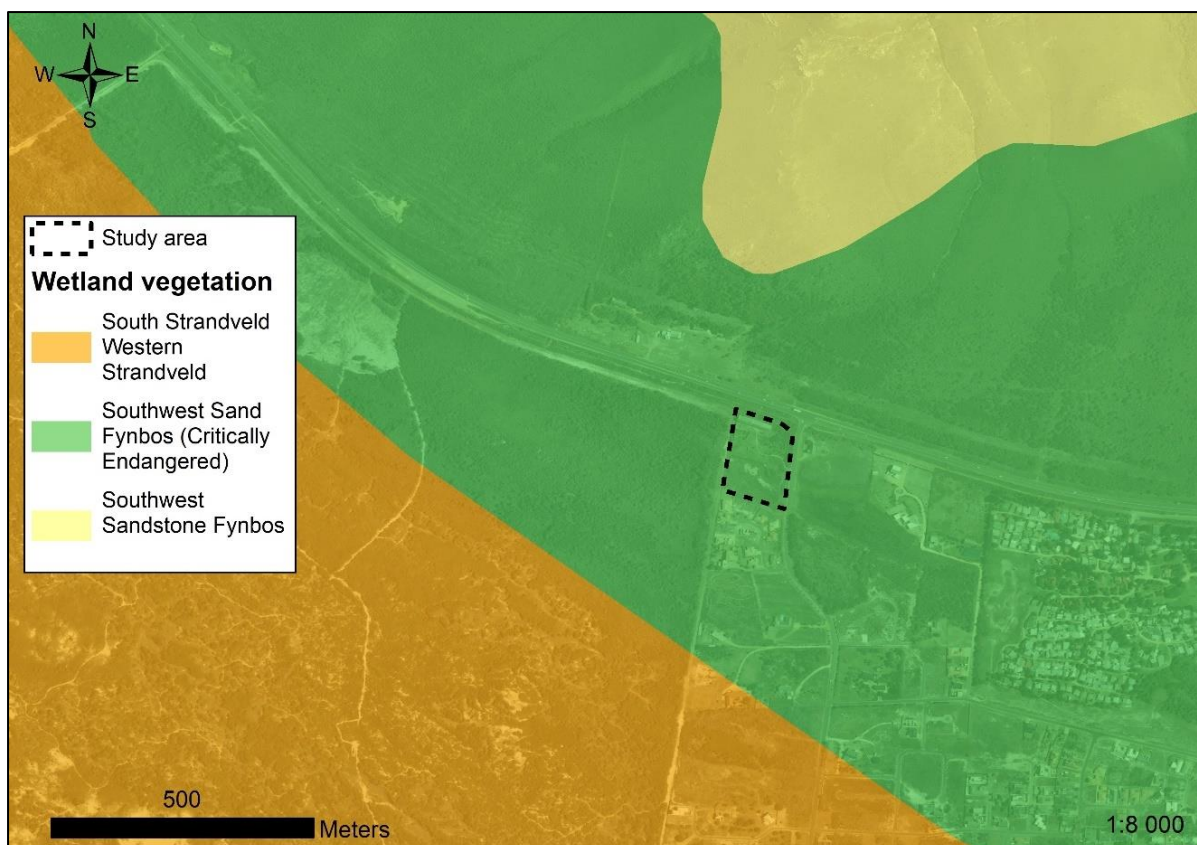 N
W E
S
Study area
Wetland vegetation
South Strandveld
Western
Strandveld
Southwest Sand
Fynbos (Critically
Endangered)
Southwest
Sandstone Fynbos
500
Meters
1:8 000